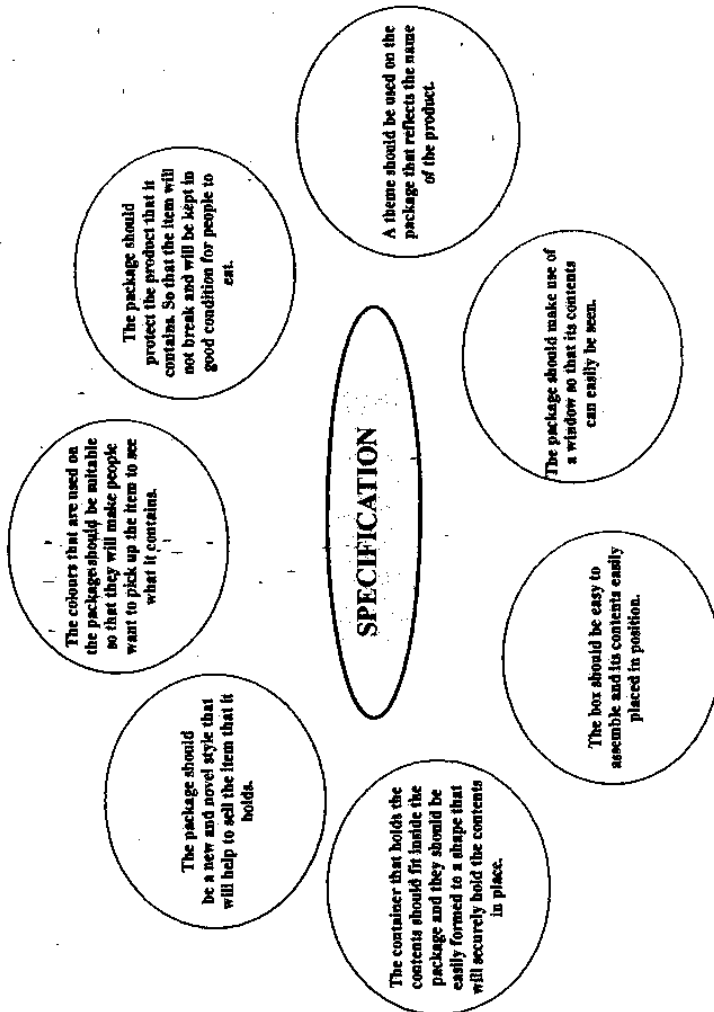 The colours that are used on
the package should be suitable
so that they will make people
want to pick up the item to see
what it contains.
The package should
be a new and novel style that
will help to sell the item that it
holds.
The package should
protect the product that it
contains. So that the item will
not break and will be kept in
good condition for people to
eat.
The container that holds the
contents should fit inside the
package and they should be
easily formed to a shape that
will securely hold the contents
in place.
SPECIFICATION
A theme should be used on the
package that reflects the name
of the product.
The box should be easy to
assemble and its contents easily
placed in position.
The package should make use of
a window so that its contents
can easily be seen.